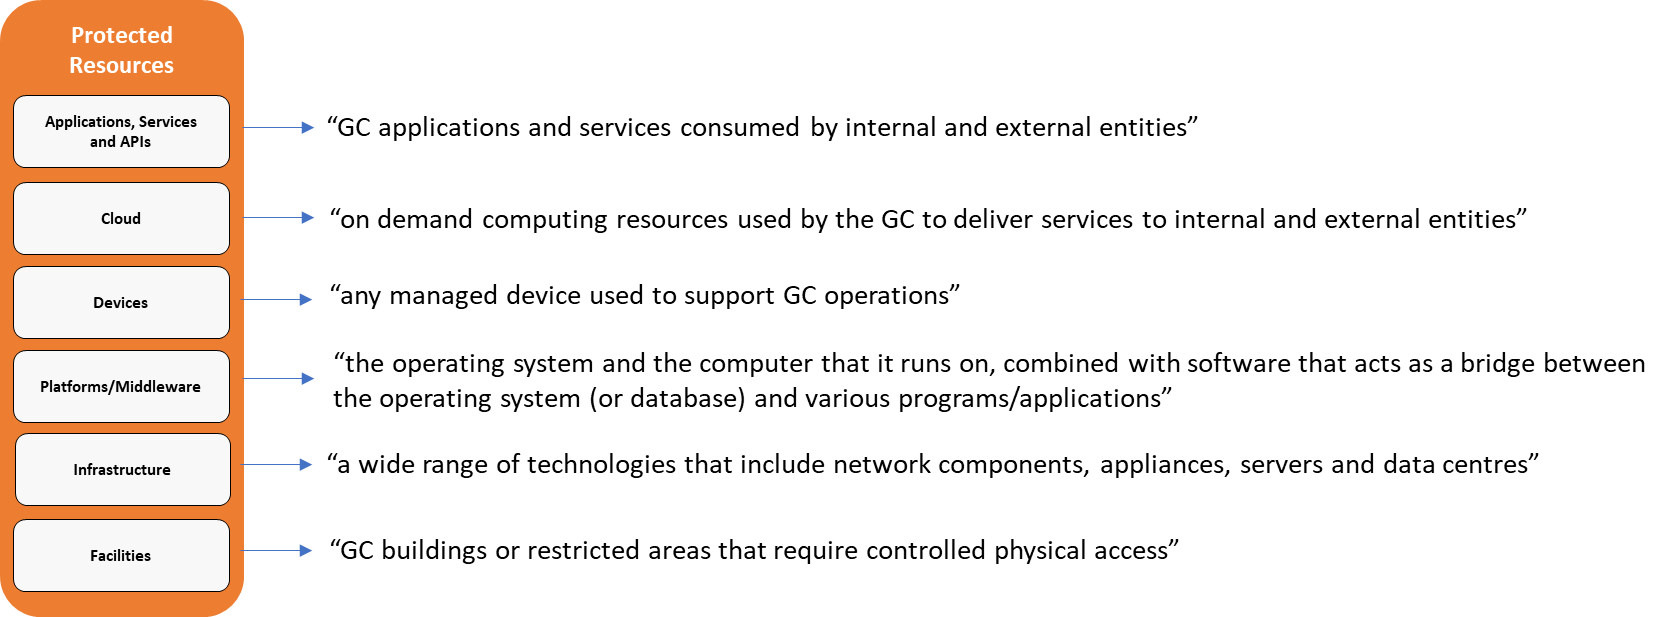 Protected
Resources
Applications, Services
and APIs
“GC applications and services consumed by internal and external entities”
Cloud
“on demand computing resources used by the GC to deliver services to internal and external entities”
Devices
“any managed device used to support GC operations”
Platforms/Middleware
“the operating system and the computer that it runs on, combined with software that acts as a bridge between
the operating system (or database) and various programs/applications”
Infrastructure
“a wide range of technologies that include network components, appliances, servers and data centres”
Facilities
“GC buildings or restricted areas that require controlled physical access”